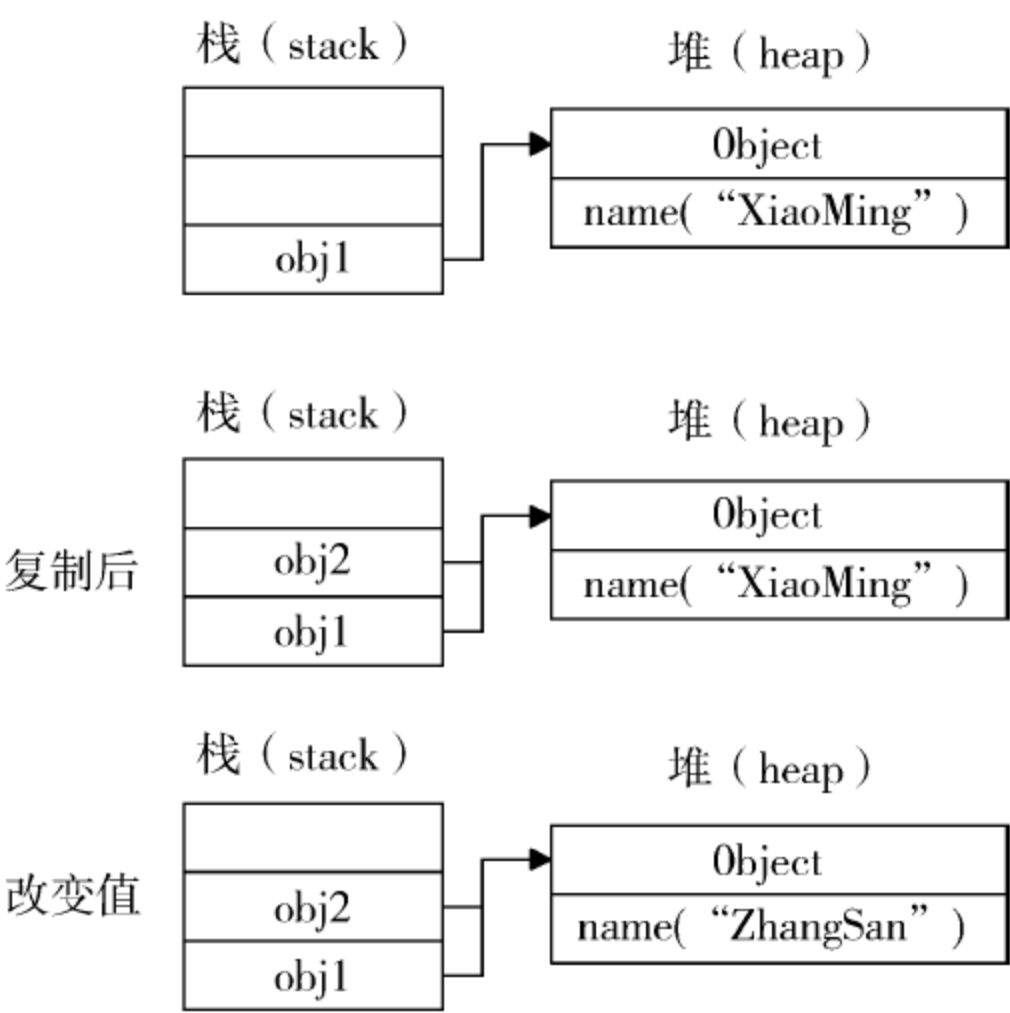 栈（stack）
堆（heap）
Object
name(“XiaoMing”)
obj1
栈（stack）
堆（heap）
Object
复制后
obj2
name(“XiaoMing”)
obj1
栈（stack）
堆（heap）
Object
改变值
obj2
name(“ZhangSan”)
obj1